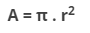 A = π . r²